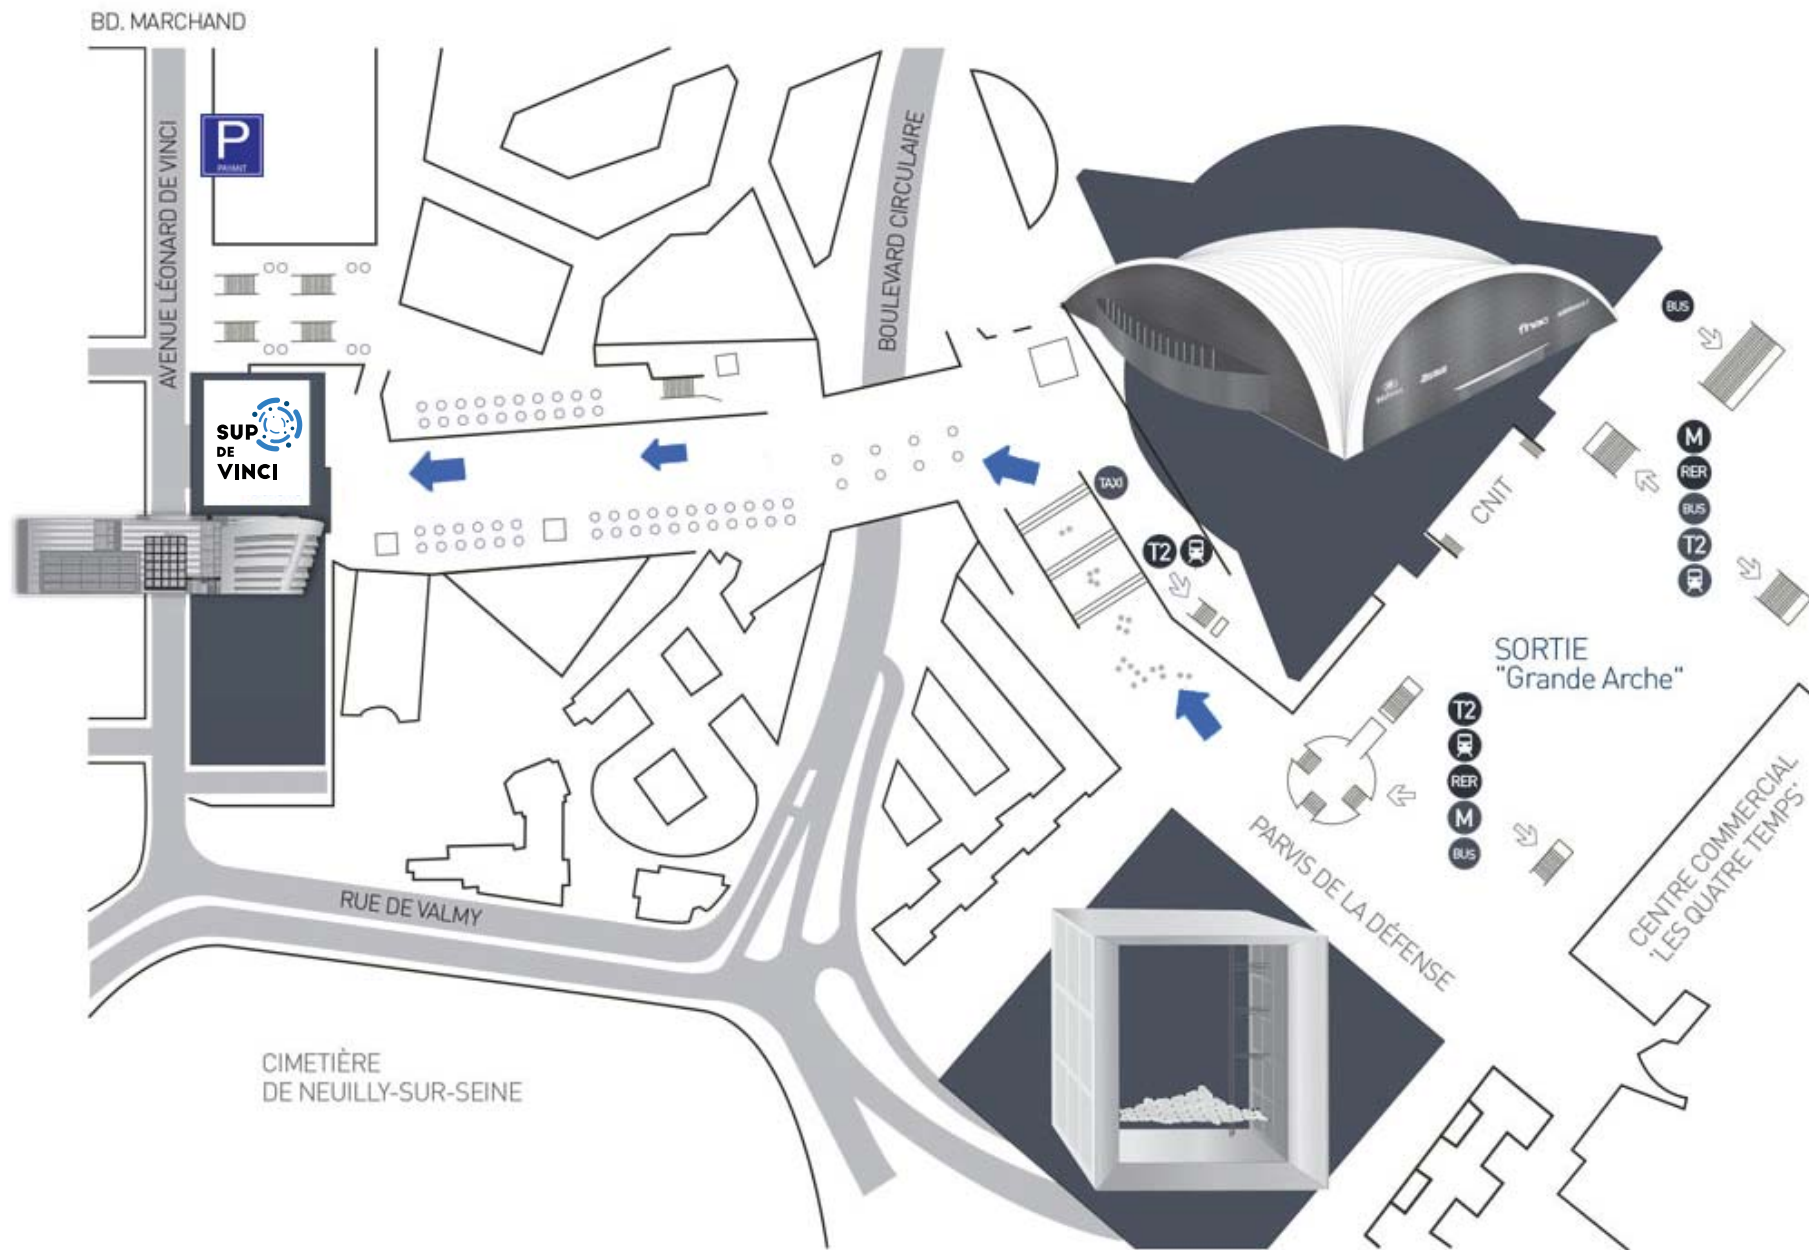 BD. MARCHAND
AVENUE LÉONARD DE VINCI
P
PAYANT
BOULEVARD CIRCULAIRE
SUP
DE
VINCI
fnac
BUS
M
RER
BUS
T2
TAXI
T2
CNIT
SORTIE
"Grande Arche"
T2
RER
M
BUS
PARVIS DE LA DÉFENSE
CENTRE COMMERCIAL
'LES QUATRE TEMPS'
RUE DE VALMY
CIMETIÈRE
DE NEUILLY-SUR-SEINE